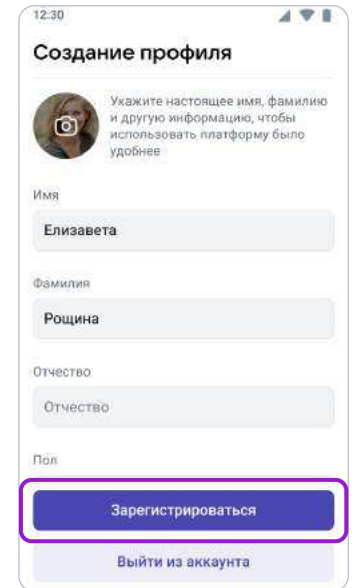 12:30
Создание профиля
Укажите настоящее имя, фамилию
и другую информацию, чтобы
использовать платформу было
удобнее
Имя
Елизавета
Фамилия
Рощина
Отчество
Отчество
Пол
Зарегистрироваться
Выйти из аккаунта